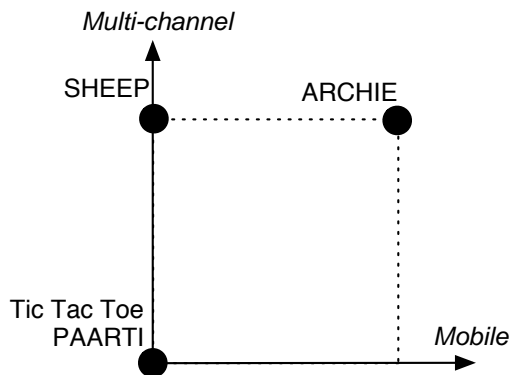 Multi-channel
SHEEP
ARCHIE
Tic Tac Toe
PAARTI
Mobile